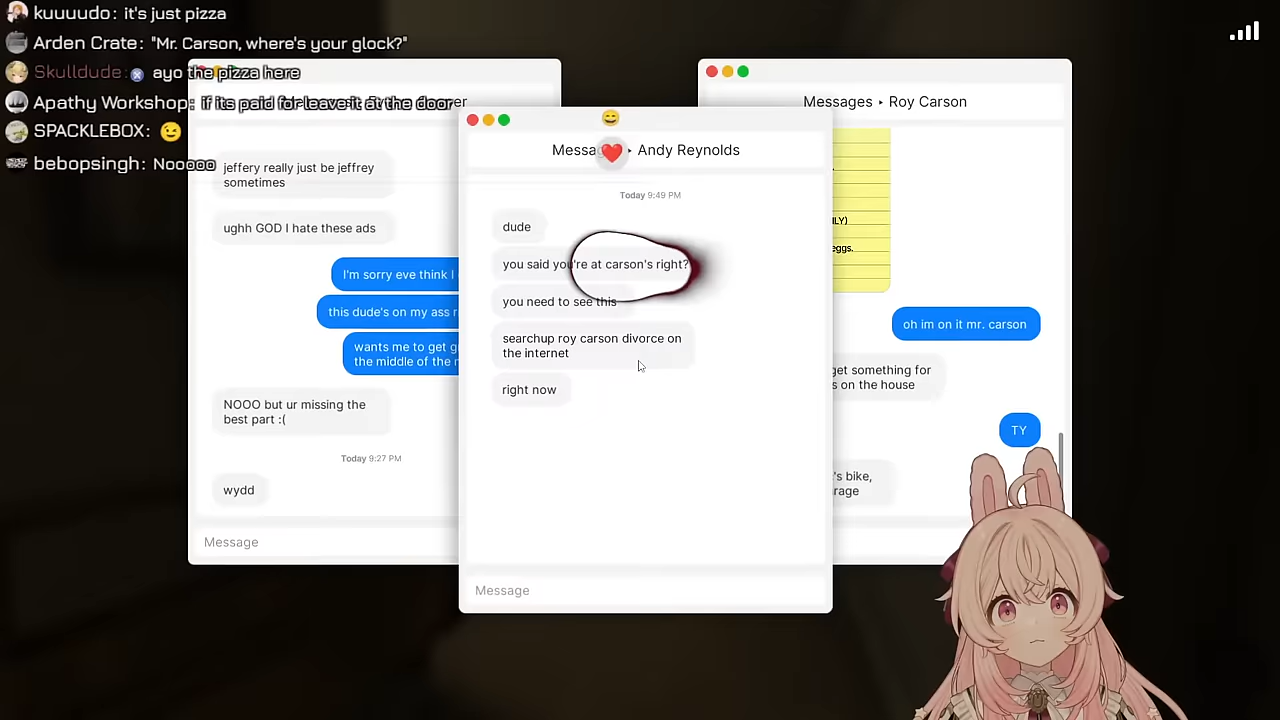 kuuuudo: it's just pizza
Arden Crate: "Mr. Carson, where's your glock?"
Skulldude: ayo the pizza here
Apathy Workshop: if its paid for leave it at the door
SPACKLEBOX: 😉
bebopsingh: Nooooo
jeffery really just be jeffrey
sometimes
ughh GOD I hate these ads
I'm sorry eve think I
this dude's on my ass
wants me to get
the middle of the
NOOO but ur missing the
best part :(
Today 9:27 PM
wydd
Message
Andy Reynolds
Today 9:49 PM
dude
you said you're at carson's right?
you need to see this
searchup roy carson divorce on
the internet
right now
Message
Messages ▸ Roy Carson
eggs.
oh im on it mr. carson
get something for
on the house
TY
bike,